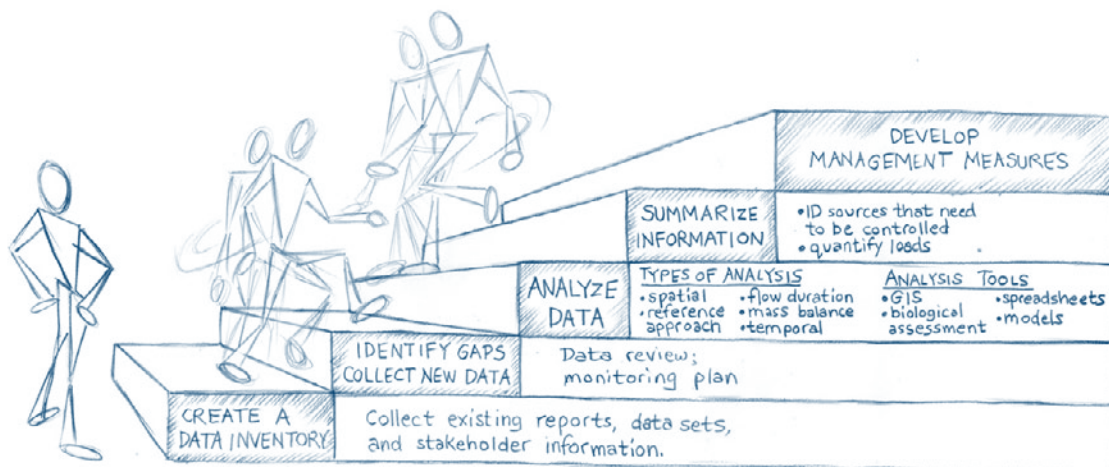 DEVELOP
MANAGEMENT MEASURES
SUMMARIZE
INFORMATION
•ID sources that need
to be controlled
•quantify loads
ANALYZE
DATA
TYPES OF ANALYSIS
•spatial
•reference
approach
•flow duration
•mass balance
•temporal
ANALYSIS TOOLS
•GIS
•biological
assessment
•spreadsheets
•models
IDENTIFY GAPS
COLLECT NEW DATA
Data review;
monitoring plan
CREATE A
DATA INVENTORY
Collect existing reports, data sets,
and stakeholder information.